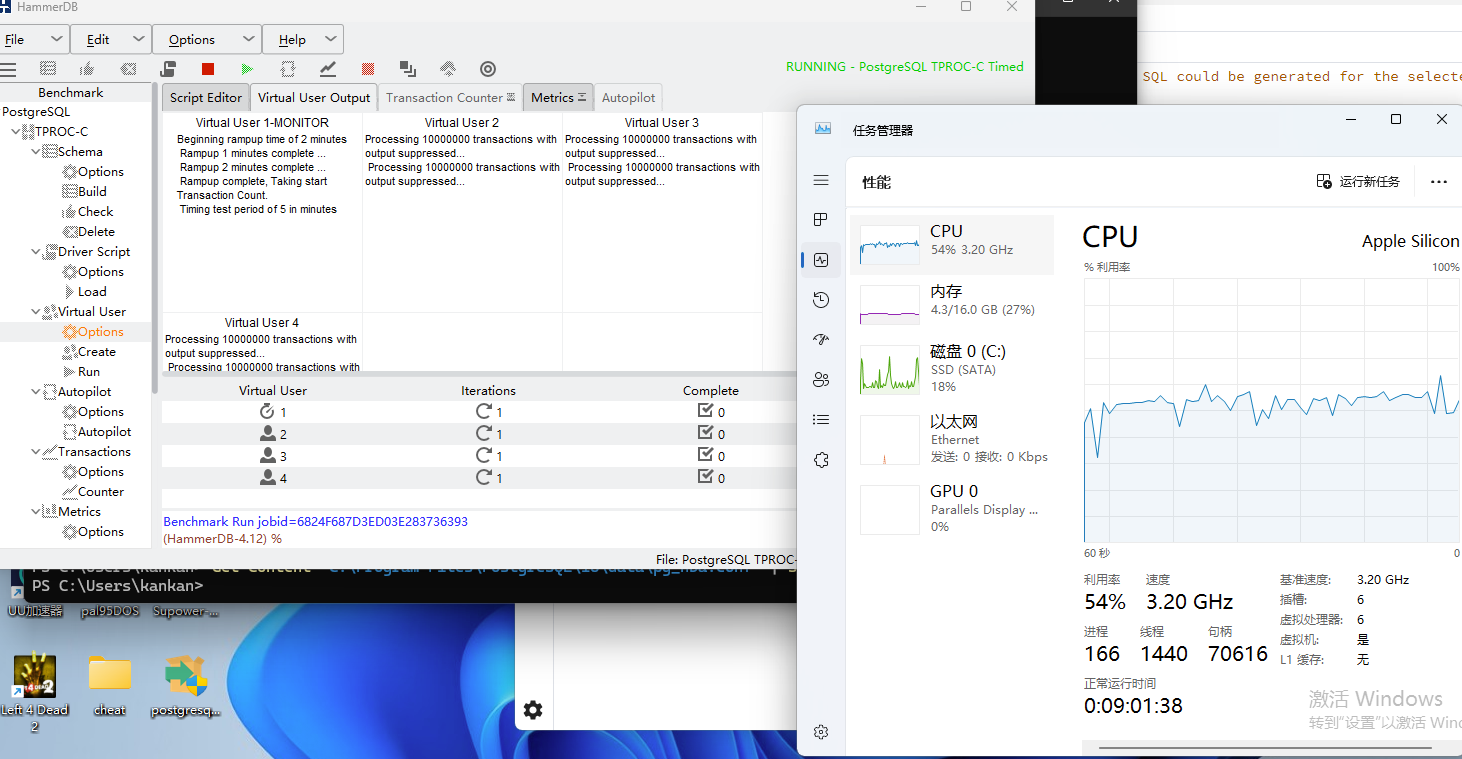 HammerDB
File
Edit
Options
Help
RUNNING - PostgreSQL TPROC-C Timed
Benchmark
PostgreSQL
TPROC-C
Schema
Options
Build
Check
Delete
Driver Script
Options
Load
Virtual User
Options
Create
Run
Autopilot
Options
Autopilot
Transactions
Options
Counter
Metrics
Options
Script Editor
Virtual User Output
Transaction Counter
Metrics
Autopilot
Virtual User 1-MONITOR
Beginning rampup time of 2 minutes
Rampup 1 minutes complete ...
Rampup 2 minutes complete ...
Rampup complete, Taking start
Transaction Count.
Timing test period of 5 in minutes
Virtual User 2
Processing 10000000 transactions with
output suppressed...
Processing 10000000 transactions with
output suppressed...
Virtual User 3
Processing 10000000 transactions with
output suppressed...
Processing 10000000 transactions with
output suppressed...
Virtual User 4
Processing 10000000 transactions with
output suppressed...
Processing 10000000 transactions with
Virtual User Iterations Complete
1 1 0
2 1 0
3 1 0
4 1 0
Benchmark Run jobid=6824F687D3ED03E283736393
(HammerDB-4.12) %
File: PostgreSQL TPROC-
PS C:\Users\kankan>
UU加速器
pal95DOS
Supower-...
Left 4 Dead
2
cheat
postgresq...
SQL could be generated for the selecte
任务管理器
性能
运行新任务
CPU
54% 3.20 GHz
内存
4.3/16.0 GB (27%)
磁盘 0 (C:)
SSD (SATA)
18%
以太网
Ethernet
发送: 0 接收: 0 Kbps
GPU 0
Parallels Display ...
0%
CPU
Apple Silicon
% 利用率
100%
60 秒
0
利用率
54%
速度
3.20 GHz
进程
166
线程
1440
句柄
70616
正常运行时间
0:09:01:38
基准速度: 3.20 GHz
插槽: 6
虚拟处理器: 6
虚拟机: 是
L1 缓存: 无
激活 Windows
转到"设置"以激活 Win